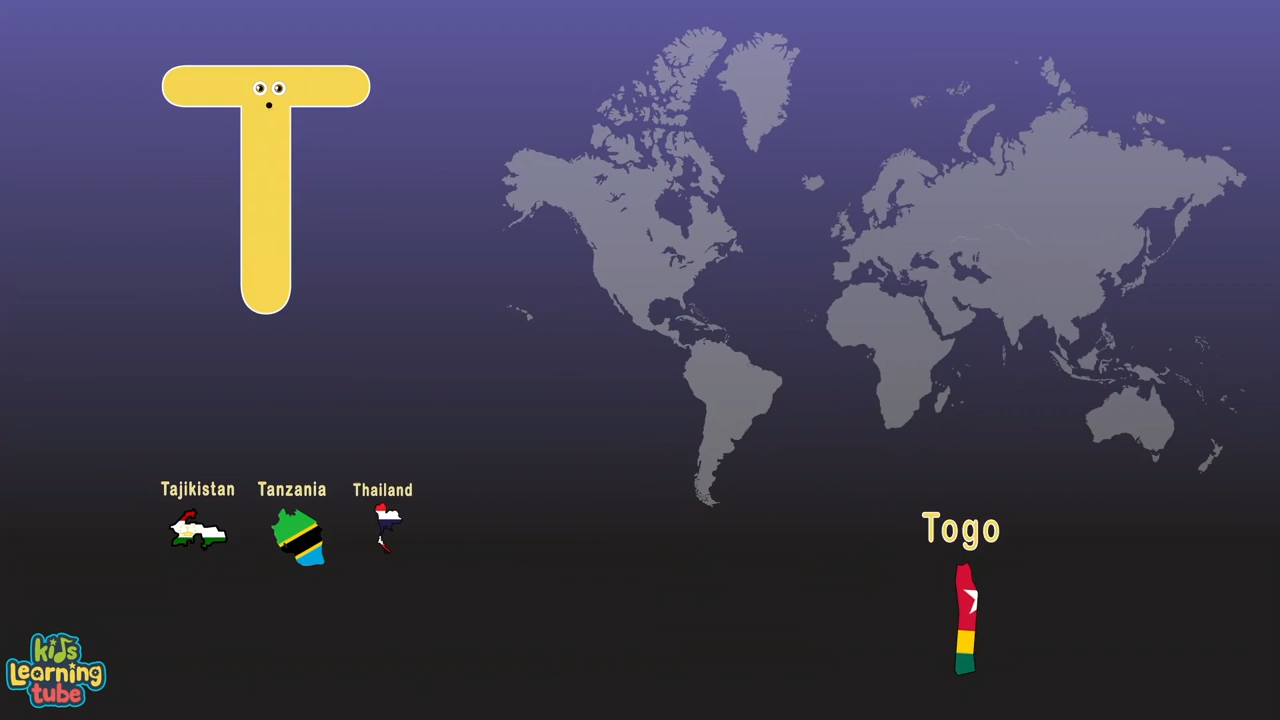 T
Tajikistan
Tanzania
Thailand
Togo
kids
Learning
tube